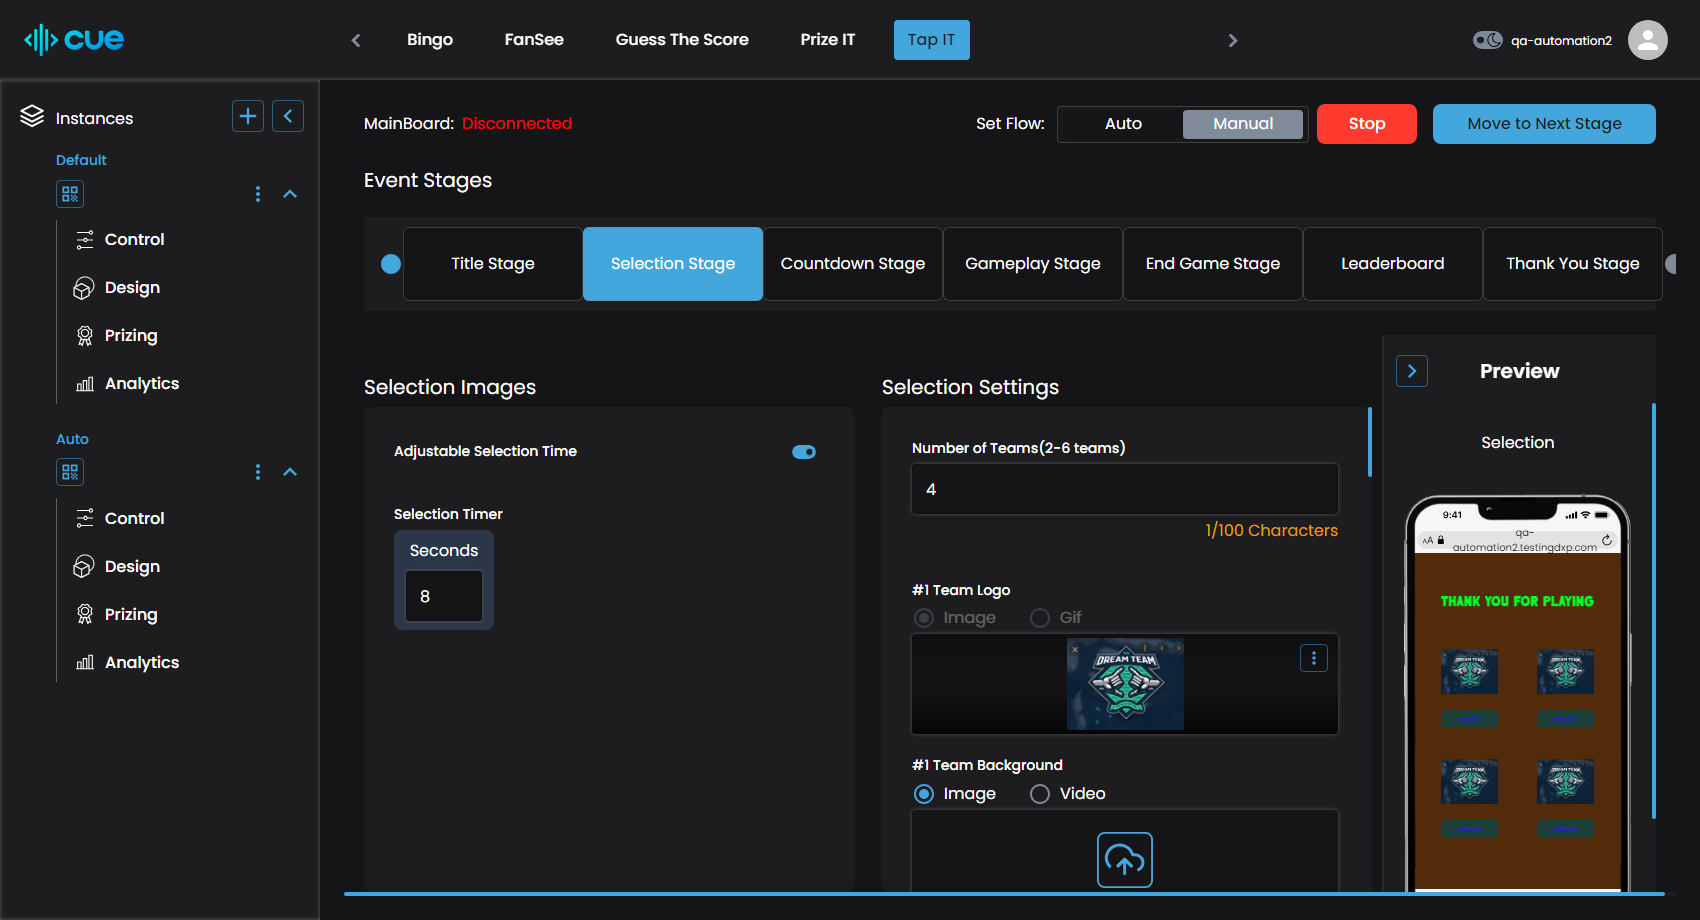 cue
Bingo
FanSee
Guess The Score
Prize IT
Tap IT
qa-automation2
Instances
Default
Control
Design
Prizing
Analytics
Auto
Control
Design
Prizing
Analytics
MainBoard: Disconnected
Set Flow:
Auto
Manual
Stop
Move to Next Stage
Event Stages
Title Stage
Selection Stage
Countdown Stage
Gameplay Stage
End Game Stage
Leaderboard
Thank You Stage
Selection Images
Adjustable Selection Time
Selection Timer
Seconds
8
Selection Settings
Number of Teams(2-6 teams)
4
1/100 Characters
#1 Team Logo
Image
Gif
DREAM TEAM
#1 Team Background
Image
Video
Preview
Selection
9:41
AA
qa-
automation2.testingdxp.com
THANK YOU FOR PLAYING
DREAM TEAM
DREAM TEAM
DREAM TEAM
DREAM TEAM